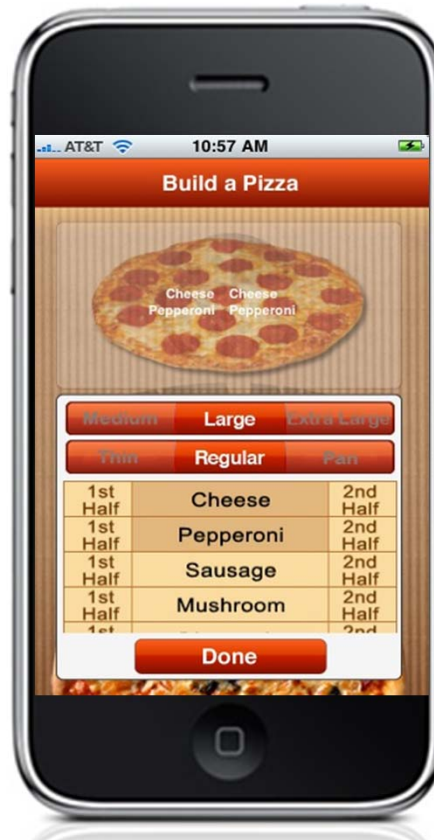 AT&T 10:57 AM
Build a Pizza
Cheese Cheese
Pepperoni Pepperoni
Medium Large Extra Large
Thin Regular Pan
1st Half Cheese 2nd Half
1st Half Pepperoni 2nd Half
1st Half Sausage 2nd Half
1st Half Mushroom 2nd Half
1st 2nd
Done